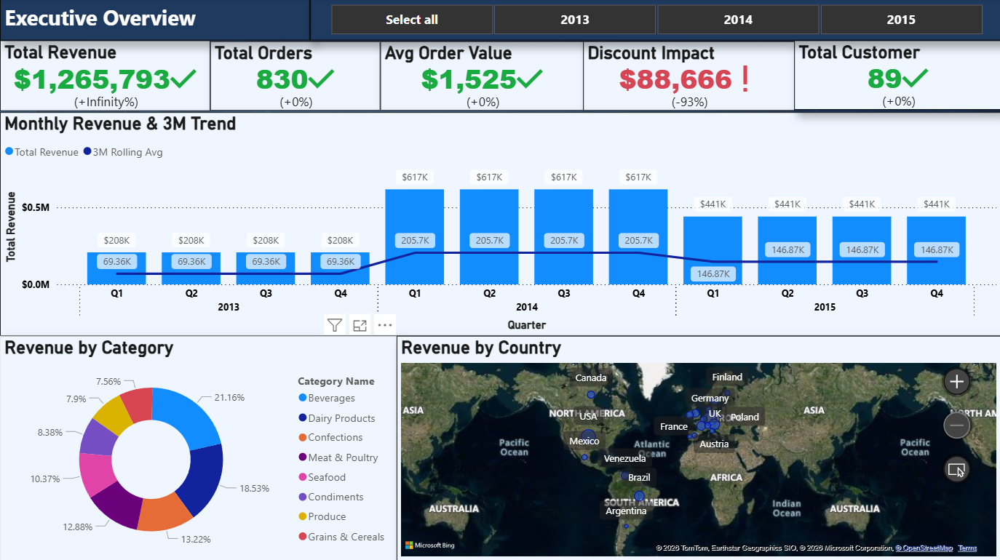 Executive Overview
Select all
2013
2014
2015
Total Revenue
$1,265,793
(+Infinity%)
Total Orders
830
(+0%)
Avg Order Value
$1,525
(+0%)
Discount Impact
$88,666 !
(-93%)
Total Customer
89
(+0%)
Monthly Revenue & 3M Trend
Total Revenue
3M Rolling Avg
Total Revenue
$0.5M
$0.0M
$208K
$208K
$208K
$208K
$617K
$617K
$617K
$617K
$441K
$441K
$441K
$441K
69.36K
69.36K
69.36K
69.36K
205.7K
205.7K
205.7K
205.7K
146.87K
146.87K
146.87K
146.87K
Q1
Q2
Q3
Q4
Q1
Q2
Q3
Q4
Q1
Q2
Q3
Q4
2013
2014
2015
Quarter
Revenue by Category
7.56%
21.16%
7.9%
8.38%
10.37%
18.53%
12.88%
13.22%
Category Name
Beverages
Dairy Products
Confections
Meat & Poultry
Seafood
Condiments
Produce
Grains & Cereals
Revenue by Country
Canada
Finland
Germany
ASIA
NORTH AMERICA
USA
UK
Poland
ASIA
NORTH AM
France
Mexico
Pacific
Ocean
Atlantic
Ocean
Austria
Pacific
Ocean
Venezuela
Brazil
AFRICA
SOUTH AMERICA
Argentina
AUSTRALIA
Indian
Ocean
AUSTRALIA
Microsoft Bing
© 2026 TomTom, Earthstar Geographics SIO, © 2026 Microsoft Corporation, © OpenStreetMap Terms